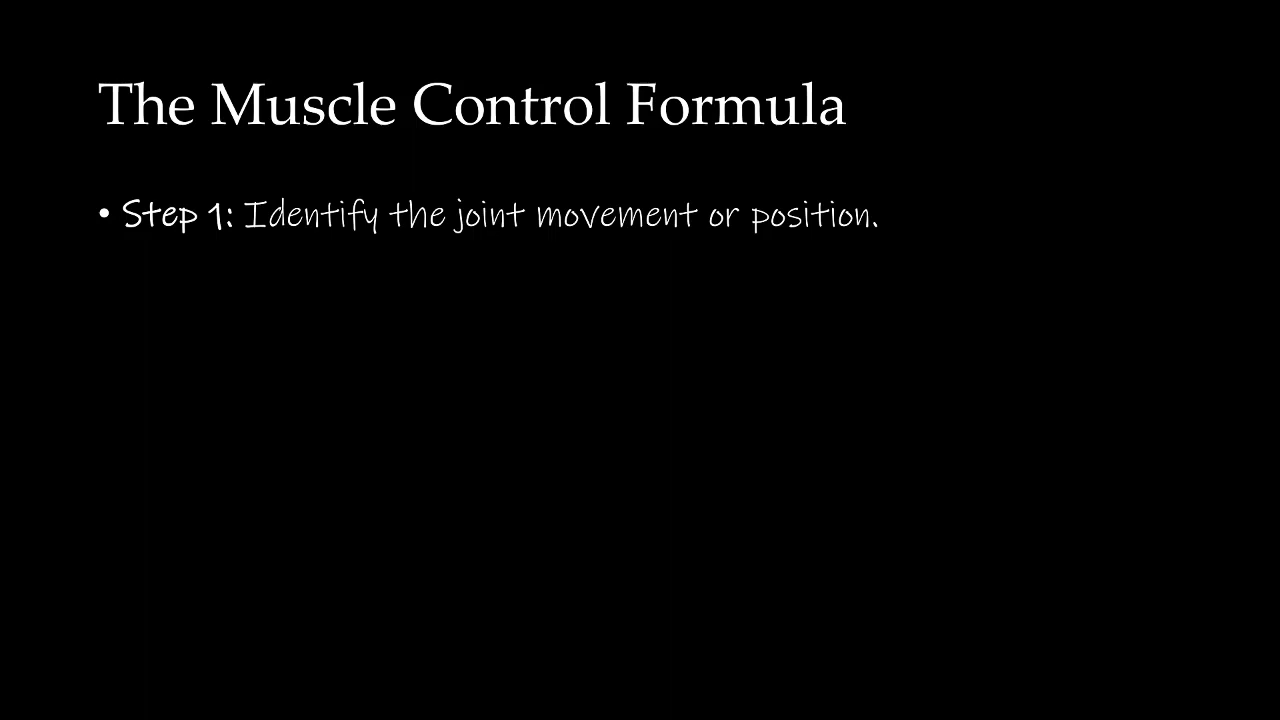 The Muscle Control Formula
• Step 1: Identify the joint movement or position.